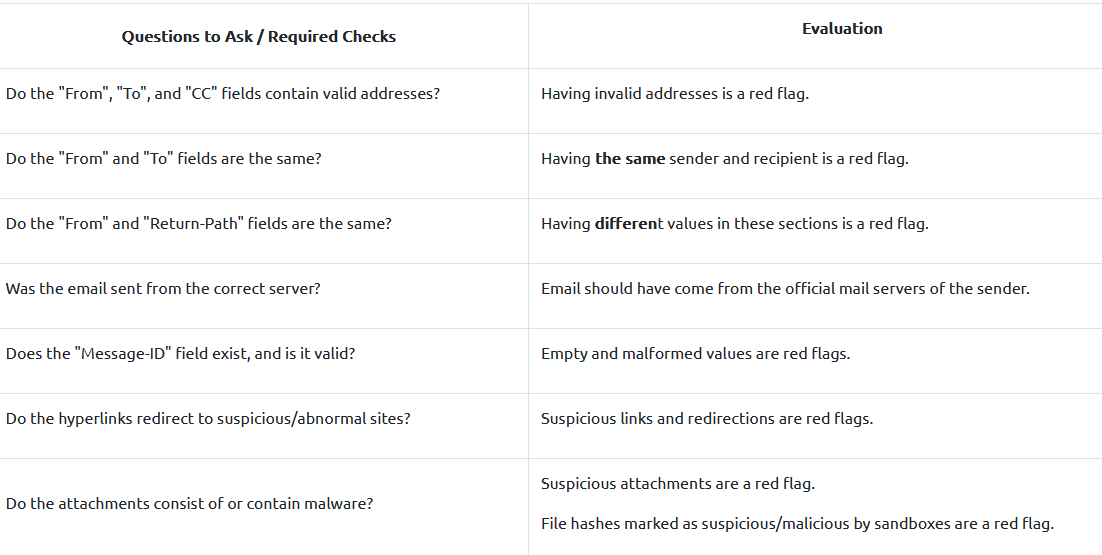 Questions to Ask / Required Checks
Evaluation
Do the "From", "To", and "CC" fields contain valid addresses?
Having invalid addresses is a red flag.
Do the "From" and "To" fields are the same?
Having the same sender and recipient is a red flag.
Do the "From" and "Return-Path" fields are the same?
Having different values in these sections is a red flag.
Was the email sent from the correct server?
Email should have come from the official mail servers of the sender.
Does the "Message-ID" field exist, and is it valid?
Empty and malformed values are red flags.
Do the hyperlinks redirect to suspicious/abnormal sites?
Suspicious links and redirections are red flags.
Do the attachments consist of or contain malware?
Suspicious attachments are a red flag.
File hashes marked as suspicious/malicious by sandboxes are a red flag.